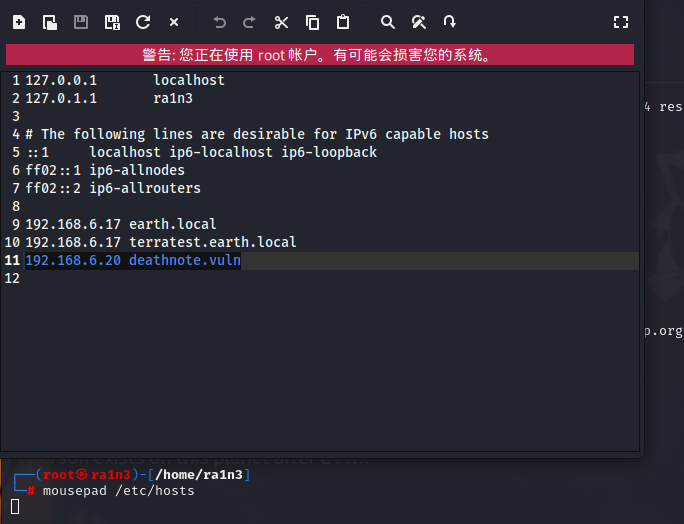 警告: 您正在使用 root 帐户。有可能会损害您的系统。
1 127.0.0.1 localhost
2 127.0.1.1 ra1n3
3
4 # The following lines are desirable for IPv6 capable hosts
5 ::1 localhost ip6-localhost ip6-loopback
6 ff02::1 ip6-allnodes
7 ff02::2 ip6-allrouters
8
9 192.168.6.17 earth.local
10 192.168.6.17 terratest.earth.local
11 192.168.6.20 deathnote.vuln
12
4 res
p.org
┌──(root㉿ra1n3)-[/home/ra1n3]
└─# mousepad /etc/hosts